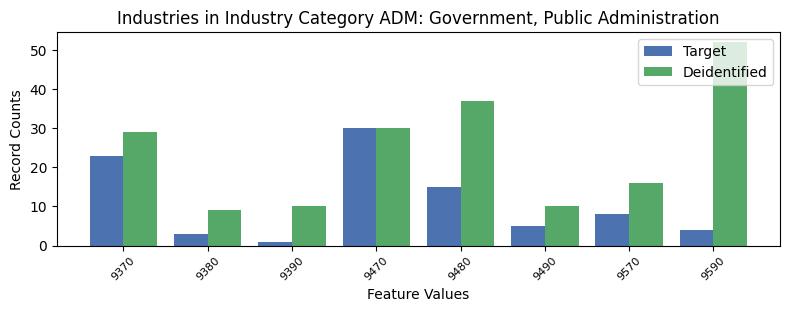 Industries in Industry Category ADM: Government, Public Administration
Target
Deidentified
Record Counts
50
40
30
20
10
0
9370 9380 9390 9470 9480 9490 9570 9590
Feature Values